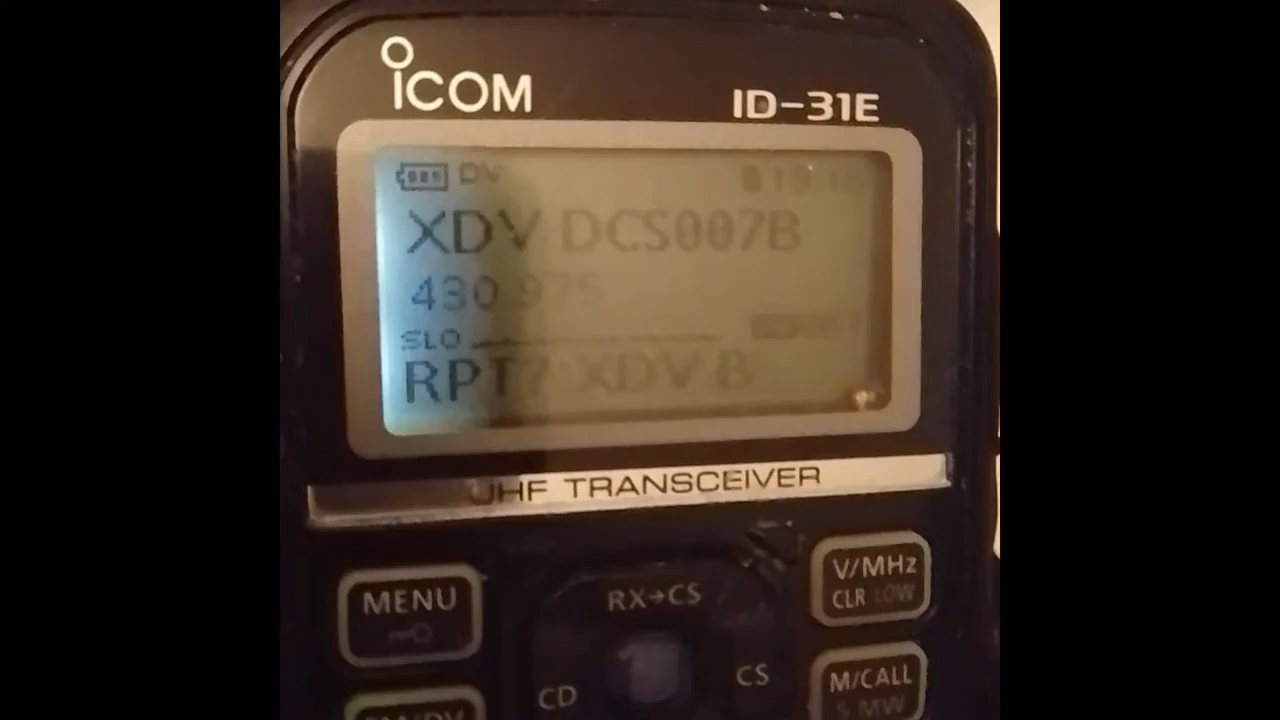 iCOM
ID-31E
DV
XDV DCS007B
430.975
SLO
RPT? XDV B
UHF TRANSCEIVER
MENU
RX→CS
V/MHz
CLR LOW
CD
CS
M/CALL
S.MW